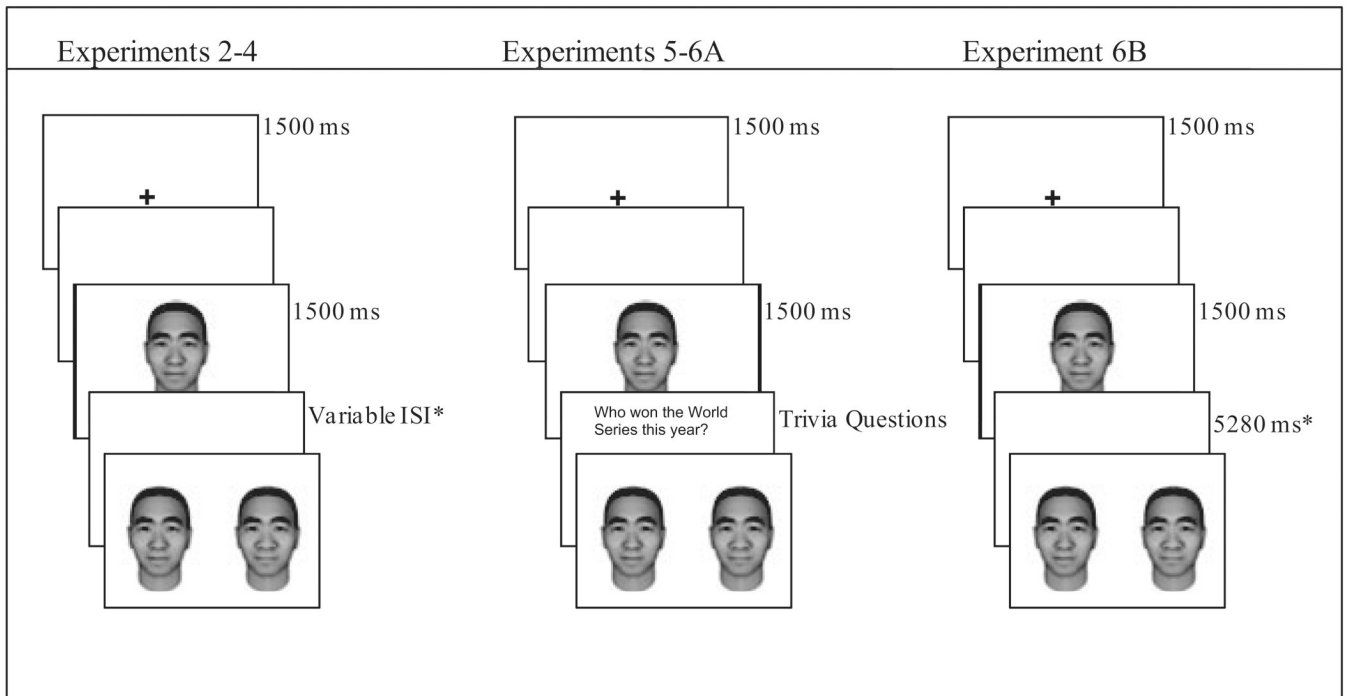 Experiments 2-4
1500 ms
+
1500 ms
Variable ISI*
Experiments 5-6A
1500 ms
+
1500 ms
Who won the World
Series this year?
Trivia Questions
Experiment 6B
1500 ms
+
1500 ms
5280 ms*